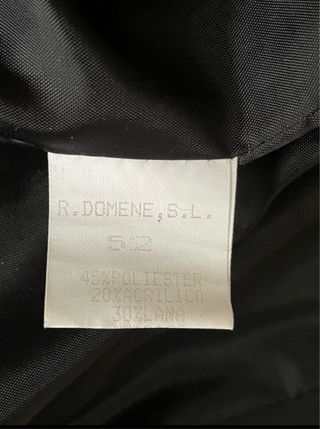 R.DOMENE,S.L.
52
45%POLIESTER
20%ACRILICO
30%LANA